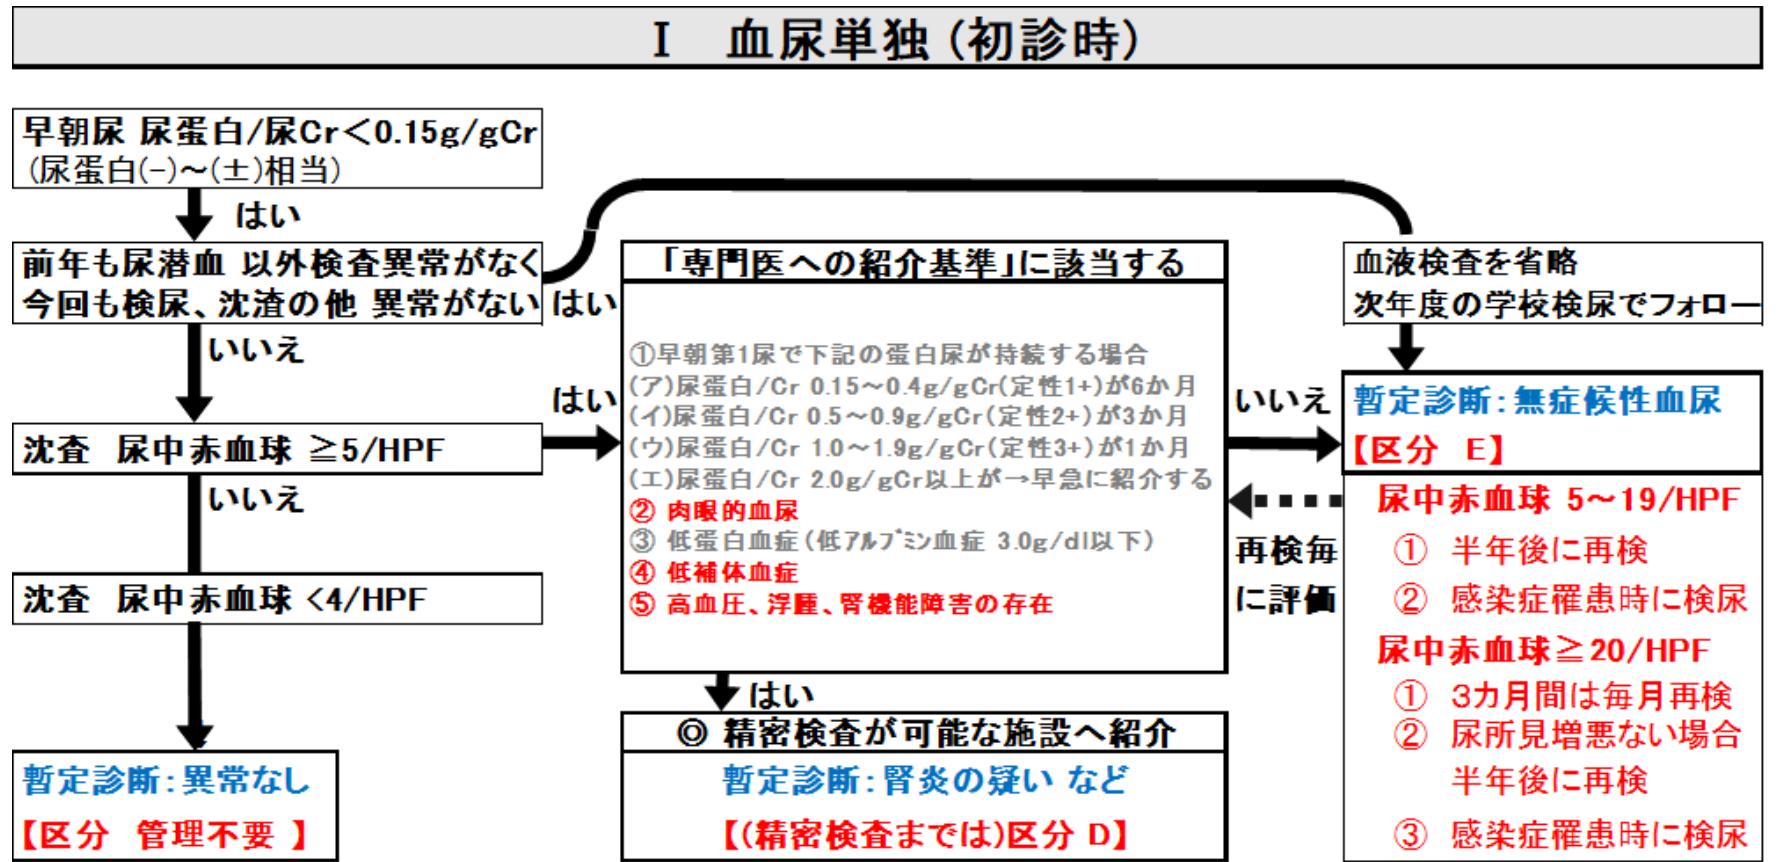 Ⅰ 血尿単独(初診時)
早朝尿 尿蛋白/尿Cr<0.15g/gCr
(尿蛋白(-)~(±)相当)
はい
前年も尿潜血 以外検査異常がなく
今回も検尿、沈渣の他 異常がない
はい
いいえ
沈査 尿中赤血球 ≧5/HPF
はい
いいえ
沈査 尿中赤血球 <4/HPF
暫定診断:異常なし
【区分 管理不要 】
「専門医への紹介基準」に該当する
①早朝第1尿で下記の蛋白尿が持続する場合
(ア)尿蛋白/Cr 0.15~0.4g/gCr(定性1+)が6か月
(イ)尿蛋白/Cr 0.5~0.9g/gCr(定性2+)が3か月
(ウ)尿蛋白/Cr 1.0~1.9g/gCr(定性3+)が1か月
(エ)尿蛋白/Cr 2.0g/gCr以上が→早急に紹介する
② 肉眼的血尿
③ 低蛋白血症(低アルブミン血症 3.0g/dl以下)
④ 低補体血症
⑤ 高血圧、浮腫、腎機能障害の存在
はい
◎ 精密検査が可能な施設へ紹介
暫定診断:腎炎の疑い など
【(精密検査までは)区分 D】
いいえ
再検毎
に評価
血液検査を省略
次年度の学校検尿でフォロー
暫定診断:無症候性血尿
【区分 E】
尿中赤血球 5~19/HPF
① 半年後に再検
② 感染症罹患時に検尿
尿中赤血球≧20/HPF
① 3カ月間は毎月再検
② 尿所見増悪ない場合
半年後に再検
③ 感染症罹患時に検尿